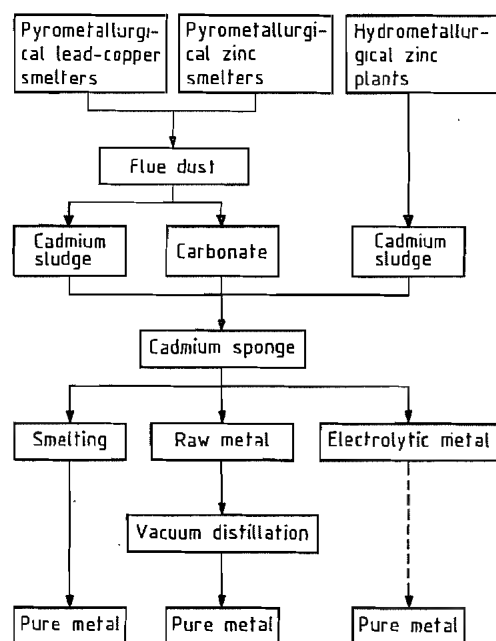 Pyrometallurgi-
cal lead-copper
smelters
Pyrometallurgi-
cal zinc
smelters
Hydrometallur-
gical zinc
plants
Flue dust
Cadmium
sludge
Carbonate
Cadmium
sludge
Cadmium sponge
Smelting
Raw metal
Electrolytic metal
Vacuum distillation
Pure metal
Pure metal
Pure metal